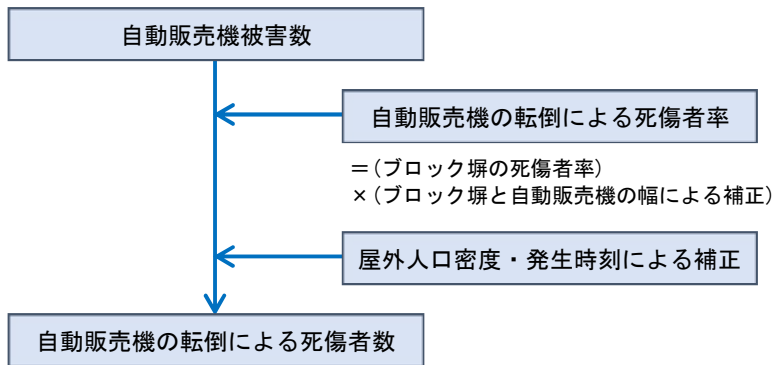 自動販売機被害数
自動販売機の転倒による死傷者率
＝(ブロック塀の死傷者率)
×(ブロック塀と自動販売機の幅による補正)
屋外人口密度・発生時刻による補正
自動販売機の転倒による死傷者数